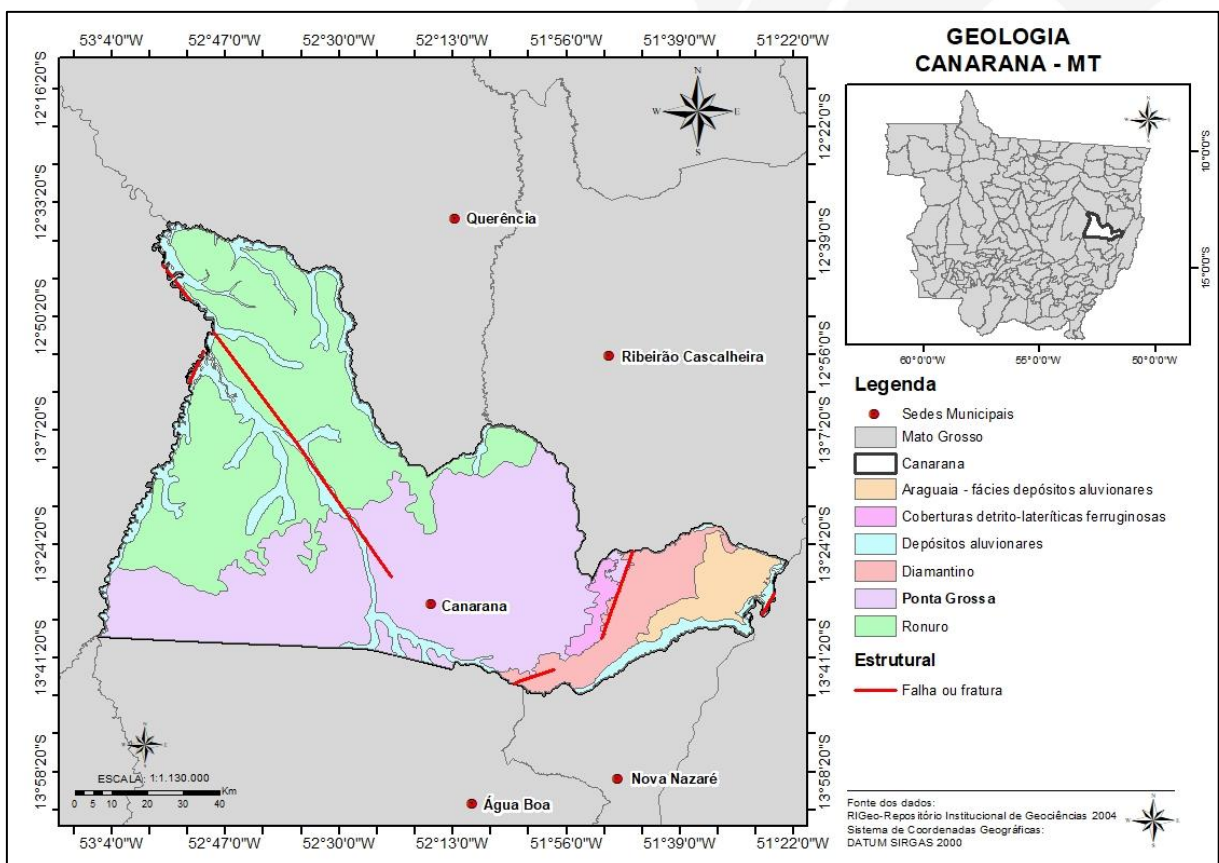 GEOLOGIA
CANARANA - MT
53°4'0"W 52°47'0"W 52°30'0"W 52°13'0"W 51°56'0"W 51°39'0"W 51°22'0"W
12°16'20"S
12°33'20"S
12°50'20"S
13°7'20"S
13°24'20"S
13°41'20"S
13°58'20"S
N
W E
S
Querência
Ribeirão Cascalheira
Canarana
Nova Nazaré
Água Boa
ESCALA: 1:1.130.000
Km
0 5 10 20 30 40
12°22'0"S
12°39'0"S
12°56'0"S
13°7'20"S
13°24'20"S
13°41'20"S
13°58'20"S
53°4'0"W 52°47'0"W 52°30'0"W 52°13'0"W 51°56'0"W 51°39'0"W 51°22'0"W
10°0'0"S
15°0'0"S
60°0'0"W 55°0'0"W 50°0'0"W
Legenda
Sedes Municipais
Mato Grosso
Canarana
Araguaia - fácies depósitos aluvionares
Coberturas detrito-lateríticas ferruginosas
Depósitos aluvionares
Diamantino
Ponta Grossa
Ronuro
Estrutural
Falha ou fratura
Fonte dos dados:
RIGeo-Repositório Institucional de Geociências 2004
Sistema de Coordenadas Geográficas:
DATUM SIRGAS 2000